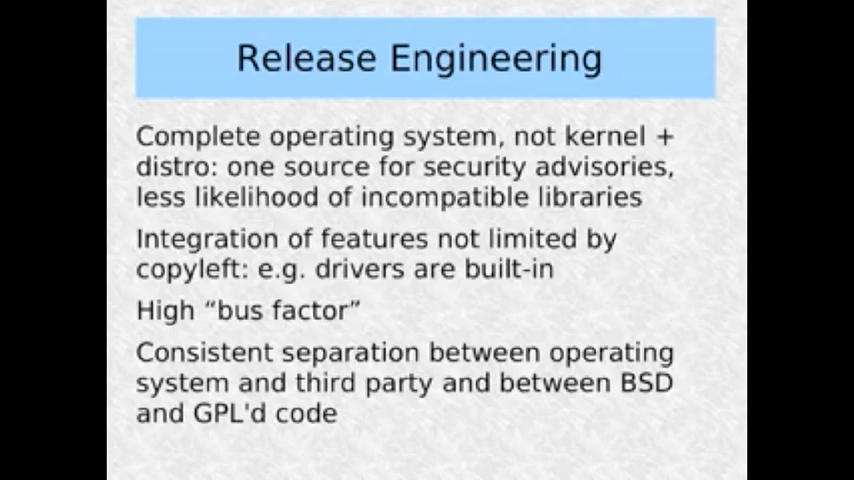 Release Engineering
Complete operating system, not kernel +
distro: one source for security advisories,
less likelihood of incompatible libraries
Integration of features not limited by
copyleft: e.g. drivers are built-in
High “bus factor”
Consistent separation between operating
system and third party and between BSD
and GPL'd code